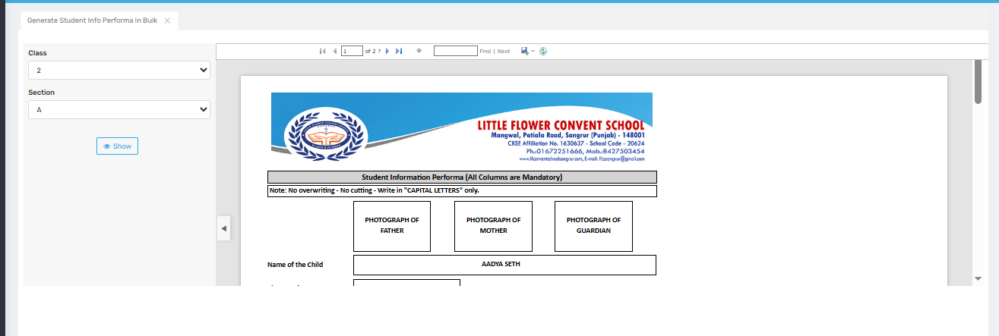 Generate Student Info Performa In Bulk
Class
2
Section
A
Show
1 of 2 ? Find | Next
LITTLE FLOWER CONVENT SCHOOL
Mangwal, Patiala Road, Sangrur (Punjab) - 148001
CBSE Affiliation No. 1630637 - School Code - 20624
Ph.:01672251666, Mob.:8427503454
www.lfconventschoolsangrur.com, E-mail: lfcssangrur@gmail.com
Student Information Performa (All Columns are Mandatory)
Note: No overwriting - No cutting - Write in "CAPITAL LETTERS" only.
PHOTOGRAPH OF
FATHER
PHOTOGRAPH OF
MOTHER
PHOTOGRAPH OF
GUARDIAN
Name of the Child AADYA SETH